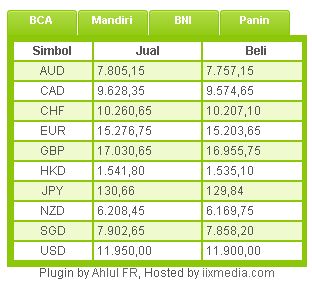 BCA Mandiri BNI Panin
Simbol Jual Beli
AUD 7.805,15 7.757,15
CAD 9.628,35 9.574,65
CHF 10.260,65 10.207,10
EUR 15.276,75 15.203,65
GBP 17.030,65 16.955,75
HKD 1.541,80 1.535,10
JPY 130,66 129,84
NZD 6.208,45 6.169,75
SGD 7.902,65 7.858,20
USD 11.950,00 11.900,00
Plugin by Ahlul FR, Hosted by iixmedia.com